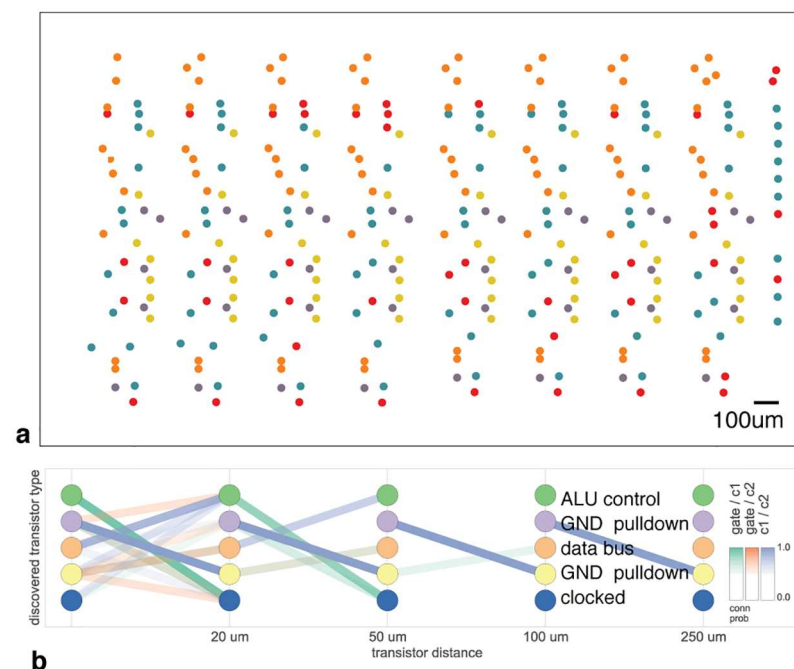 100um
a
discovered transistor type
ALU control
GND pulldown
data bus
GND pulldown
clocked
gate / c1
gate / c2
c1 / c2
1.0
0.0
conn
prob
20 um
50 um
100 um
250 um
transistor distance
b